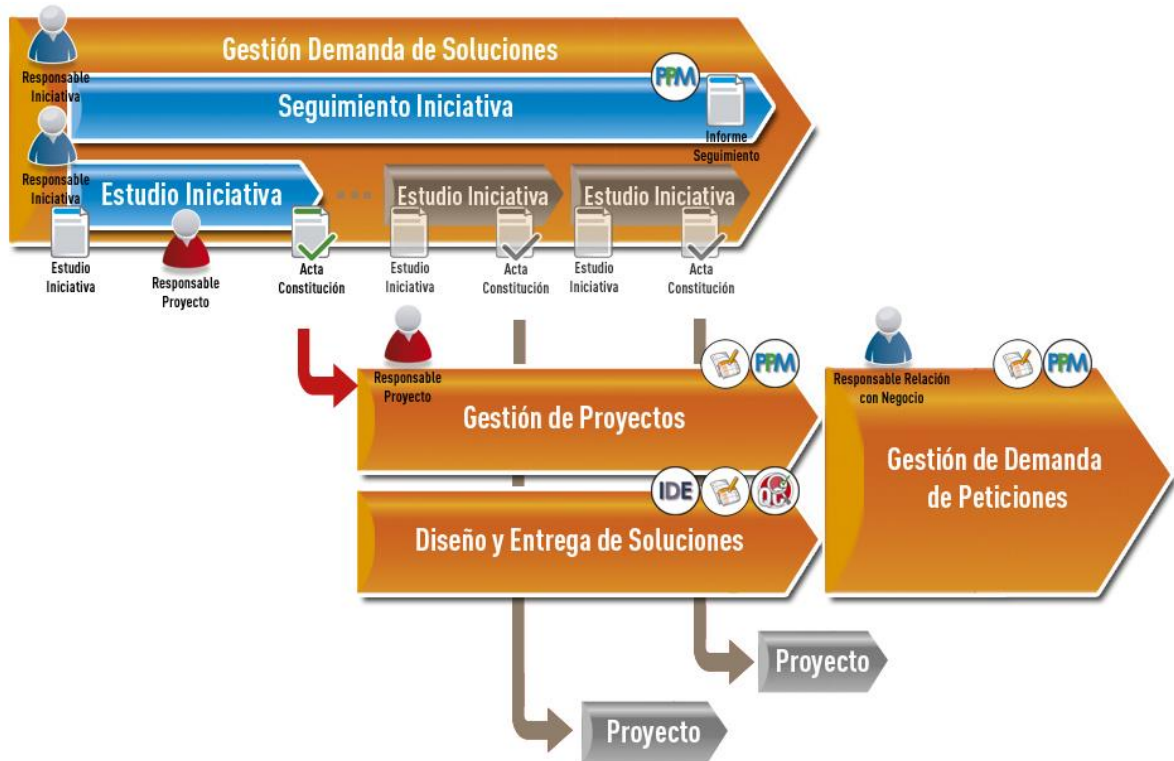 Gestión Demanda de Soluciones
Responsable
Iniciativa
PPM
Seguimiento Iniciativa
Informe
Seguimiento
Responsable
Iniciativa
Estudio Iniciativa
Estudio Iniciativa
Estudio Iniciativa
Estudio
Iniciativa
Responsable
Proyecto
Acta
Constitución
Estudio
Iniciativa
Acta
Constitución
Estudio
Iniciativa
Acta
Constitución
Responsable
Proyecto
PPM
Gestión de Proyectos
Responsable Relación
con Negocio
PPM
Gestión de Demanda
de Peticiones
IDE
Diseño y Entrega de Soluciones
Proyecto
Proyecto